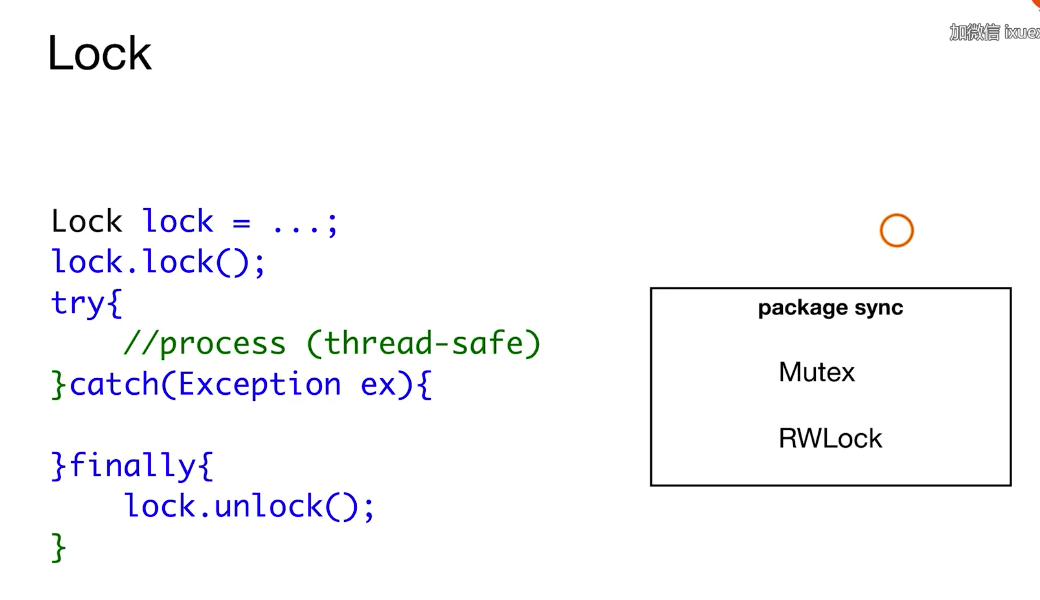 加微信 ixue
Lock
Lock lock = ...;
lock.lock();
try{
    //process (thread-safe)
}catch(Exception ex){
}finally{
    lock.unlock();
}
package sync
Mutex
RWLock